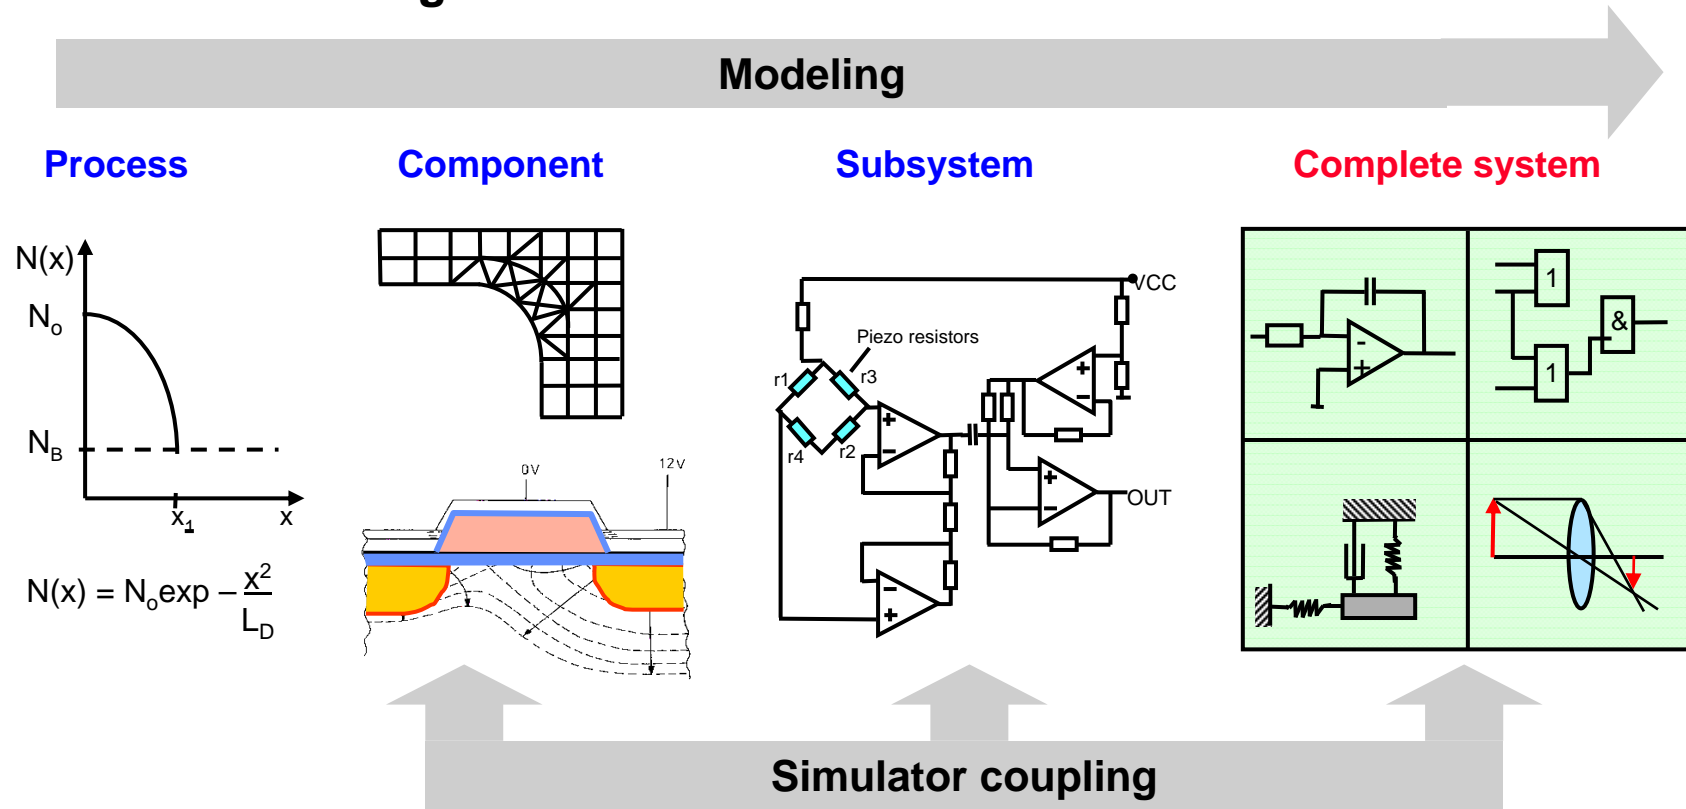 Modeling
Process
Component
Subsystem
Complete system
N(x)
No
NB
x1
x
N(x) = Noexp – x2
LD
0V
12V
VCC
Piezo resistors
r1
r3
r4
r2
+
–
+
–
+
–
–
+
OUT
-
+
1
&
1
Simulator coupling